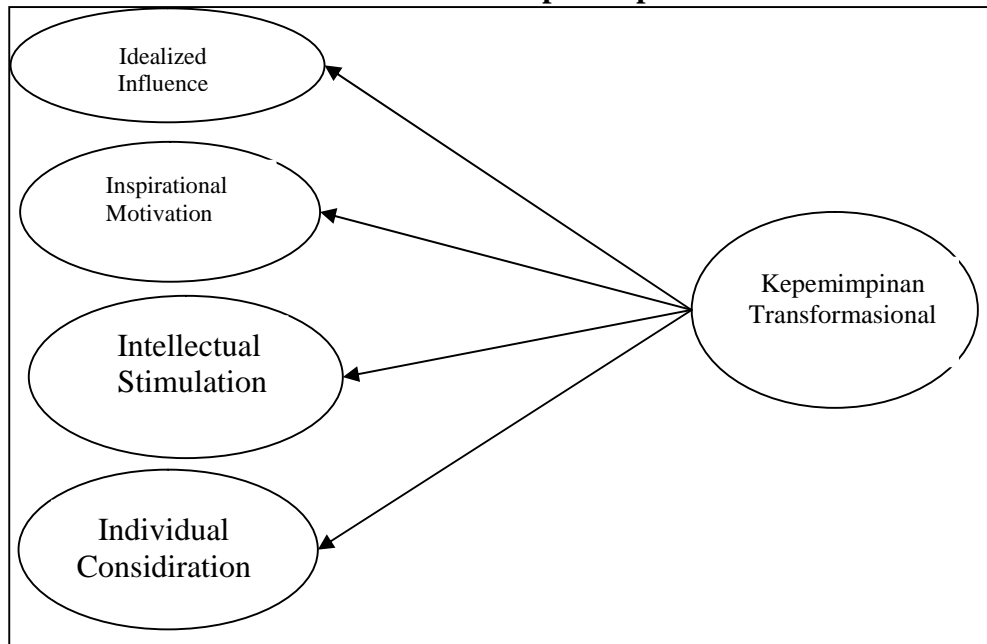 Idealized
Influence
Inspirational
Motivation
Intellectual
Stimulation
Individual
Considiration
Kepemimpinan
Transformasional